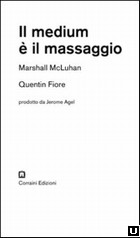 Il medium
è il massaggio
Marshall McLuhan
Quentin Fiore
prodotto da Jerome Agel
Corraini Edizioni
U